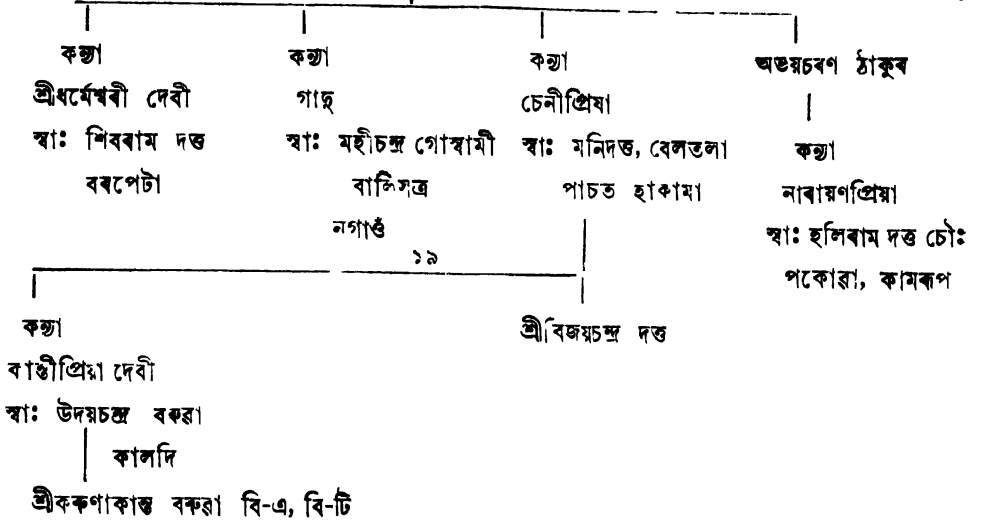 কন্যা কন্যা কন্যা অভয়চৰণ ঠাকুৰ
শ্ৰীধৰ্মেশ্বৰী দেবী গাদু চেনীপ্ৰিয়া
স্বাঃ শিবৰাম দত্ত স্বাঃ মহীচন্দ্ৰ গোস্বামী স্বাঃ মনিদত্ত, বেলতলা কন্যা
বৰপেটা বালিসত্ৰ পাচত হাকামা নাৰায়ণপ্ৰিয়া
নগাওঁ স্বাঃ হলিৰাম দত্ত চৌঃ
১৯ পকোৱা, কামৰূপ
কন্যা শ্ৰীবিজয়চন্দ্ৰ দত্ত
কান্তীপ্ৰিয়া দেবী
স্বাঃ উদয়চন্দ্ৰ বৰুৱা
কালদি
শ্ৰীকৰুণাকান্ত বৰুৱা বি-এ, বি-টি